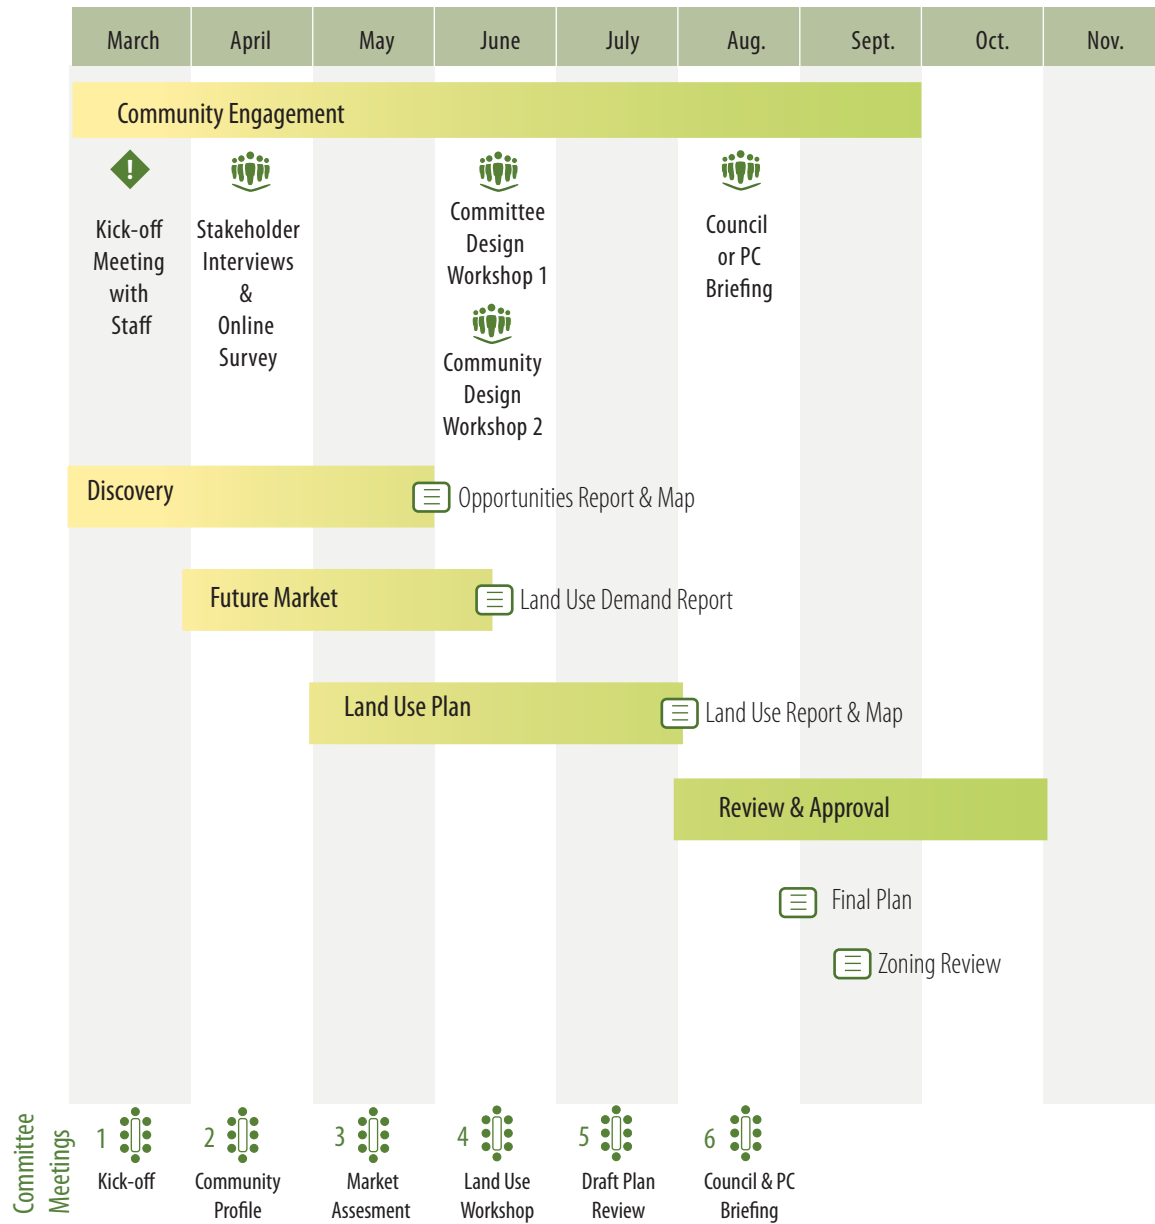 March April May June July Aug. Sept. Oct. Nov.
Community Engagement
!
Kick-off
Meeting
with
Staff
Stakeholder
Interviews
&
Online
Survey
Committee
Design
Workshop 1
Community
Design
Workshop 2
Council
or PC
Briefing
Discovery
Opportunities Report & Map
Future Market
Land Use Demand Report
Land Use Plan
Land Use Report & Map
Review & Approval
Final Plan
Zoning Review
Committee
Meetings
1
Kick-off
2
Community
Profile
3
Market
Assesment
4
Land Use
Workshop
5
Draft Plan
Review
6
Council & PC
Briefing